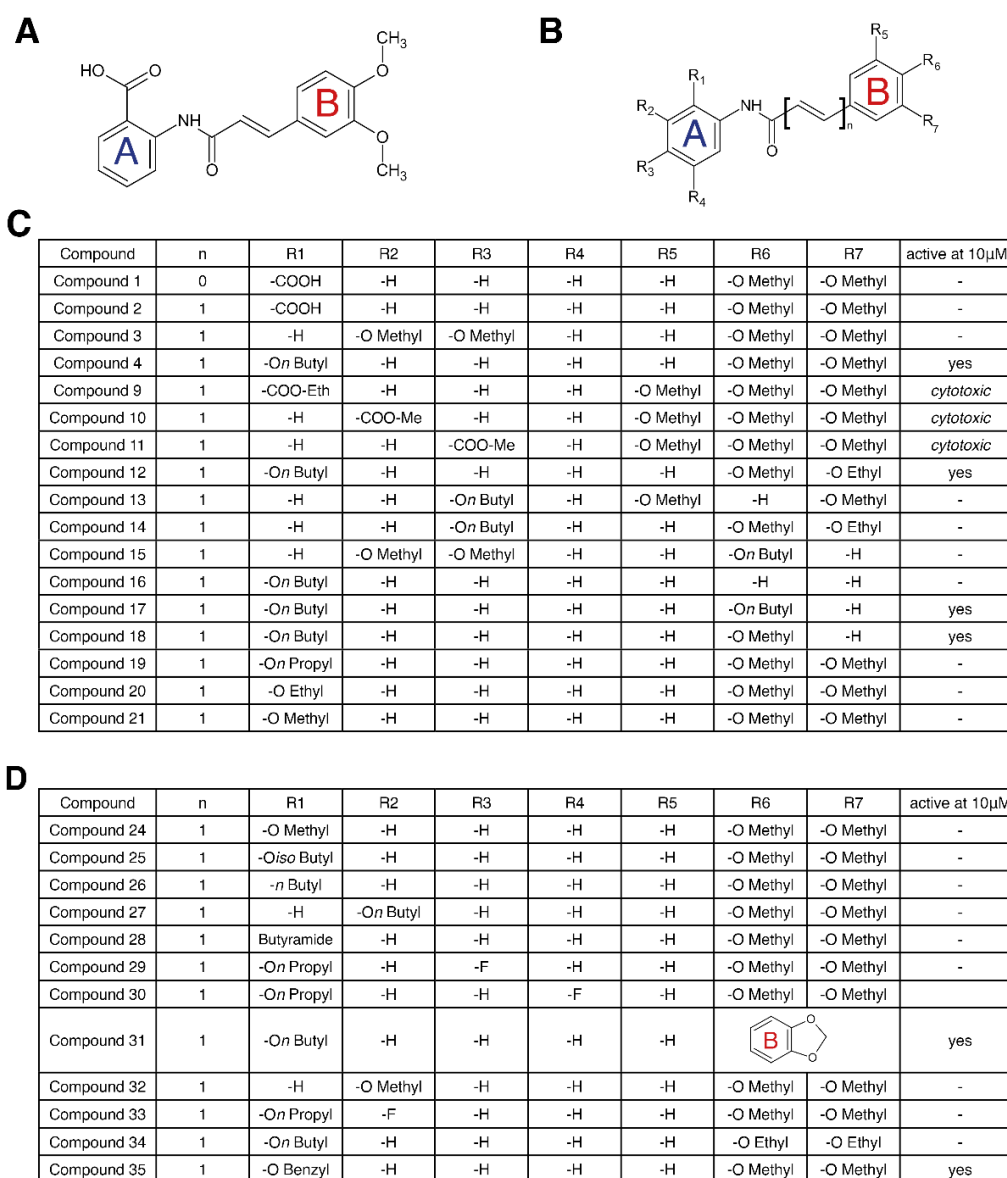 A
B
HO
O
NH
O
O
CH3
O
CH3
A
B
R1
R2
R3
R4
NH
O
n
R5
R6
R7
A
B
C
Compound n R1 R2 R3 R4 R5 R6 R7 active at 10µM
Compound 1 0 -COOH -H -H -H -H -O Methyl -O Methyl -
Compound 2 1 -COOH -H -H -H -H -O Methyl -O Methyl -
Compound 3 1 -H -O Methyl -O Methyl -H -H -O Methyl -O Methyl -
Compound 4 1 -On Butyl -H -H -H -H -O Methyl -O Methyl yes
Compound 9 1 -COO-Eth -H -H -H -O Methyl -O Methyl -O Methyl cytotoxic
Compound 10 1 -H -COO-Me -H -H -O Methyl -O Methyl -O Methyl cytotoxic
Compound 11 1 -H -H -COO-Me -H -O Methyl -O Methyl -O Methyl cytotoxic
Compound 12 1 -On Butyl -H -H -H -H -O Methyl -O Ethyl yes
Compound 13 1 -H -H -On Butyl -H -O Methyl -H -O Methyl -
Compound 14 1 -H -H -On Butyl -H -H -O Methyl -O Ethyl -
Compound 15 1 -H -O Methyl -O Methyl -H -H -On Butyl -H -
Compound 16 1 -On Butyl -H -H -H -H -H -H -
Compound 17 1 -On Butyl -H -H -H -H -On Butyl -H yes
Compound 18 1 -On Butyl -H -H -H -H -O Methyl -H yes
Compound 19 1 -On Propyl -H -H -H -H -O Methyl -O Methyl -
Compound 20 1 -O Ethyl -H -H -H -H -O Methyl -O Methyl -
Compound 21 1 -O Methyl -H -H -H -H -O Methyl -O Methyl -
D
Compound n R1 R2 R3 R4 R5 R6 R7 active at 10µM
Compound 24 1 -O Methyl -H -H -H -H -O Methyl -O Methyl -
Compound 25 1 -Oiso Butyl -H -H -H -H -O Methyl -O Methyl -
Compound 26 1 -n Butyl -H -H -H -H -O Methyl -O Methyl -
Compound 27 1 -H -On Butyl -H -H -H -O Methyl -O Methyl -
Compound 28 1 Butyramide -H -H -H -H -O Methyl -O Methyl -
Compound 29 1 -On Propyl -H -F -H -H -O Methyl -O Methyl -
Compound 30 1 -On Propyl -H -H -F -H -O Methyl -O Methyl
Compound 31 1 -On Butyl -H -H -H -H B O O yes
Compound 32 1 -H -O Methyl -H -H -H -O Methyl -O Methyl -
Compound 33 1 -On Propyl -F -H -H -H -O Methyl -O Methyl -
Compound 34 1 -On Butyl -H -H -H -H -O Ethyl -O Ethyl -
Compound 35 1 -O Benzyl -H -H -H -H -O Methyl -O Methyl yes